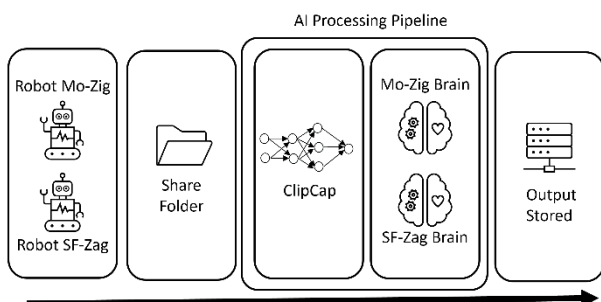 AI Processing Pipeline
Robot Mo-Zig
Robot SF-Zag
Share
Folder
ClipCap
Mo-Zig Brain
SF-Zag Brain
Output
Stored